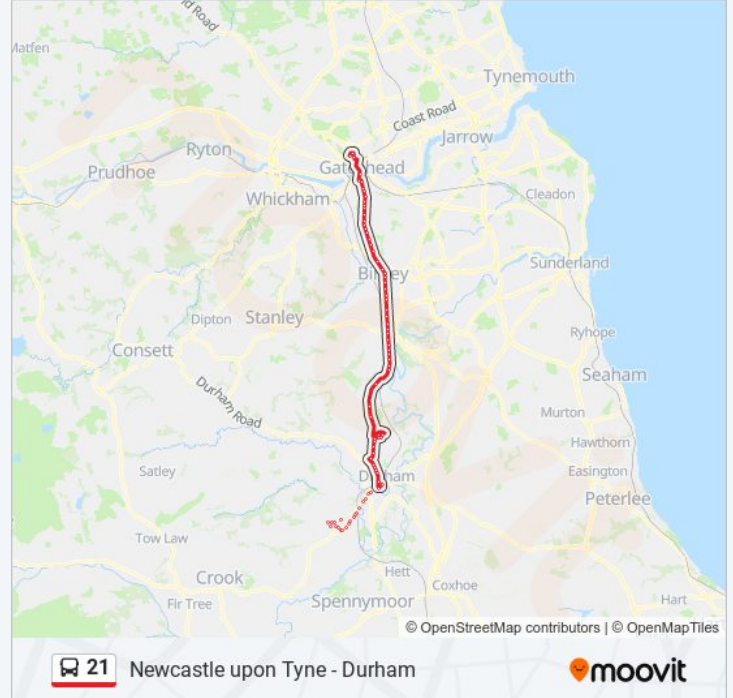 d Road
Matfen
Tynemouth
Coast Road
Jarrow
Ryton
Gateshead
Prudhoe
Whickham
Cleadon
Birtley
Sunderland
Dipton
Stanley
Ryhope
Consett
Seaham
Durham Road
Murton
Hawthorn
Satley
Durham
Easington
Peterlee
Tow Law
Crook
Hett
Coxhoe
Fir Tree
Spennymoor
Hart
© OpenStreetMap contributors | © OpenMapTiles
21 Newcastle upon Tyne - Durham
moovit